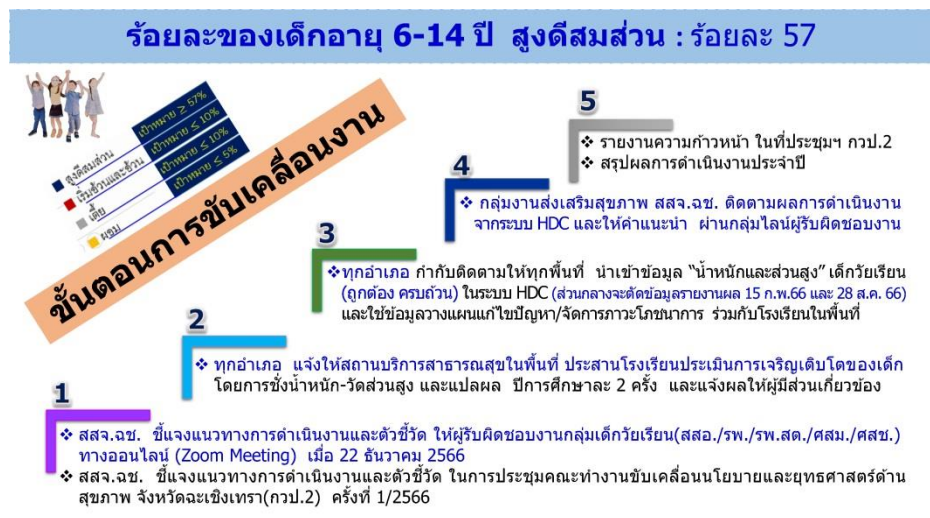 ร้อยละของเด็กอายุ 6-14 ปี สูงดีสมส่วน : ร้อยละ 57
สูงดีสมส่วน เป้าหมาย ≥ 57%
เริ่มอ้วนและอ้วน เป้าหมาย ≤ 10%
เตี้ย เป้าหมาย ≤ 10%
ผอม เป้าหมาย ≤ 5%
ขั้นตอนการขับเคลื่อนงาน
5
❖ รายงานความก้าวหน้า ในที่ประชุมฯ กวป.2
❖ สรุปผลการดำเนินงานประจำปี
4
❖ กลุ่มงานส่งเสริมสุขภาพ สสจ.ฉช. ติดตามผลการดำเนินงาน
จากระบบ HDC และให้คำแนะนำ ผ่านกลุ่มไลน์ผู้รับผิดชอบงาน
3
❖ทุกอำเภอ กำกับติดตามให้ทุกพื้นที่ นำเข้าข้อมูล “น้ำหนักและส่วนสูง” เด็กวัยเรียน
(ถูกต้อง ครบถ้วน) ในระบบ HDC (ส่วนกลางจะตัดข้อมูลรายงานผล 15 ก.พ.66 และ 28 ส.ค. 66)
และใช้ข้อมูลวางแผนแก้ไขปัญหา/จัดการภาวะโภชนาการ ร่วมกับโรงเรียนในพื้นที่
2
❖ ทุกอำเภอ แจ้งให้สถานบริการสาธารณสุขในพื้นที่ ประสานโรงเรียนประเมินการเจริญเติบโตของเด็ก
โดยการชั่งน้ำหนัก-วัดส่วนสูง และแปลผล ปีการศึกษาละ 2 ครั้ง และแจ้งผลให้ผู้มีส่วนเกี่ยวข้อง
1
❖ สสจ.ฉช. ชี้แจงแนวทางการดำเนินงานและตัวชี้วัด ให้ผู้รับผิดชอบงานกลุ่มเด็กวัยเรียน(สสอ./รพ./รพ.สต./ศสม./ศสช.)
ทางออนไลน์ (Zoom Meeting) เมื่อ 22 ธันวาคม 2566
❖ สสจ.ฉช. ชี้แจงแนวทางการดำเนินงานและตัวชี้วัด ในการประชุมคณะทำงานขับเคลื่อนนโยบายและยุทธศาสตร์ด้าน
สุขภาพ จังหวัดฉะเชิงเทรา(กวป.2) ครั้งที่ 1/2566